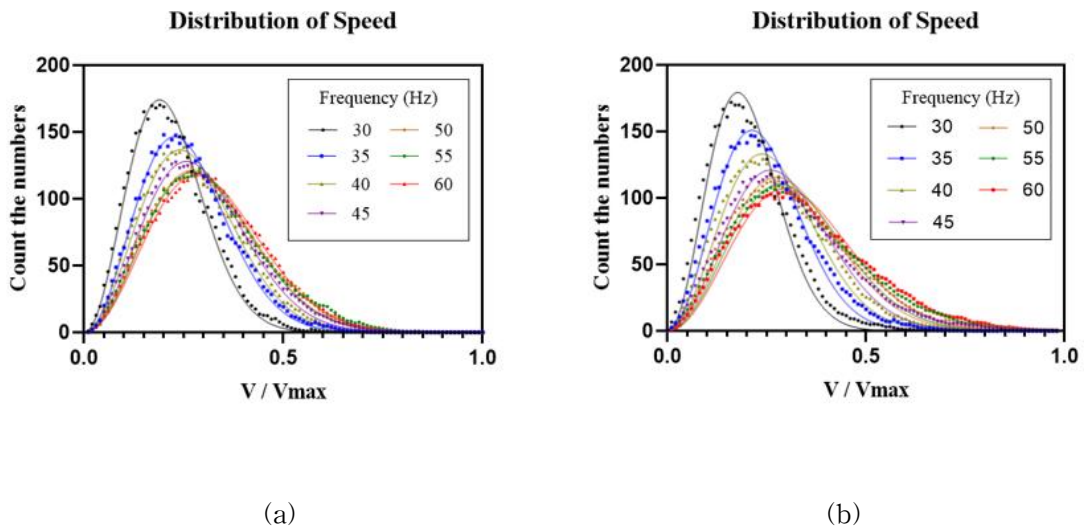 Distribution of Speed
Count the numbers
200
150
100
50
0
Frequency (Hz)
30 50
35 55
40 60
45
0.0 0.5 1.0
V / Vmax
(a)
Distribution of Speed
Count the numbers
200
150
100
50
0
Frequency (Hz)
30 50
35 55
40 60
45
0.0 0.5 1.0
V / Vmax
(b)